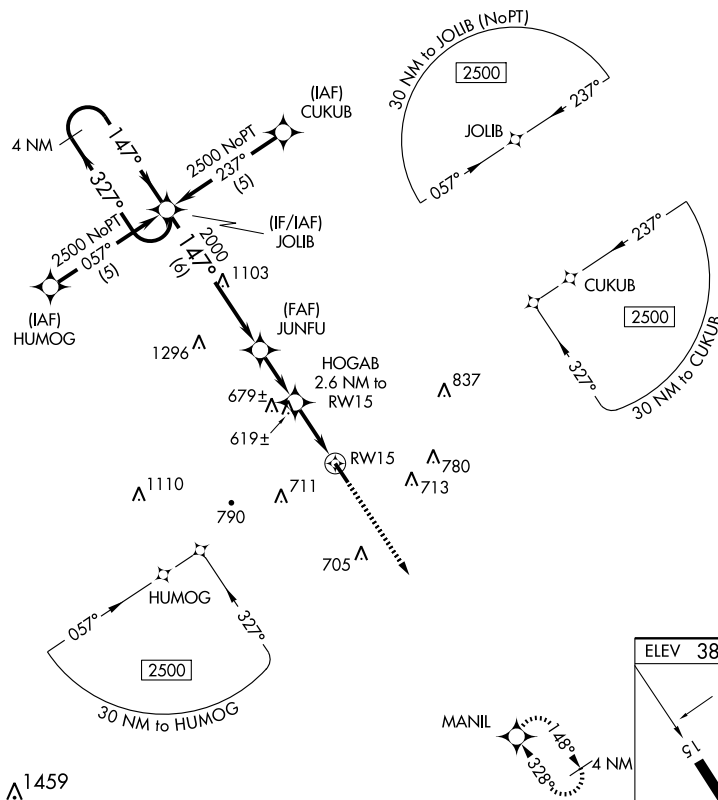 30 NM to JOLIB (NoPT)
2500
237°
JOLIB
057°
(IAF)
CUKUB
4 NM
147°
327°
2500 NoPT
237°
(5)
(IF/IAF)
JOLIB
2500 NoPT
057°
(5)
2000
147°
(6)
1103
(IAF)
HUMOG
237°
CUKUB
2500
327°
30 NM to CUKUB
(FAF)
JUNFU
1296
HOGAB
2.6 NM to
RW15
837
679±
619±
RW15
780
713
1110
711
790
705
HUMOG
057°
327°
2500
30 NM to HUMOG
ELEV 38
15
MANIL
148°
328°
4 NM
1459